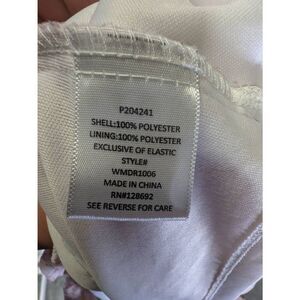 P204241
SHELL:100% POLYESTER
LINING:100% POLYESTER
EXCLUSIVE OF ELASTIC
STYLE#
WMDR1006
MADE IN CHINA
RN#128692
SEE REVERSE FOR CARE